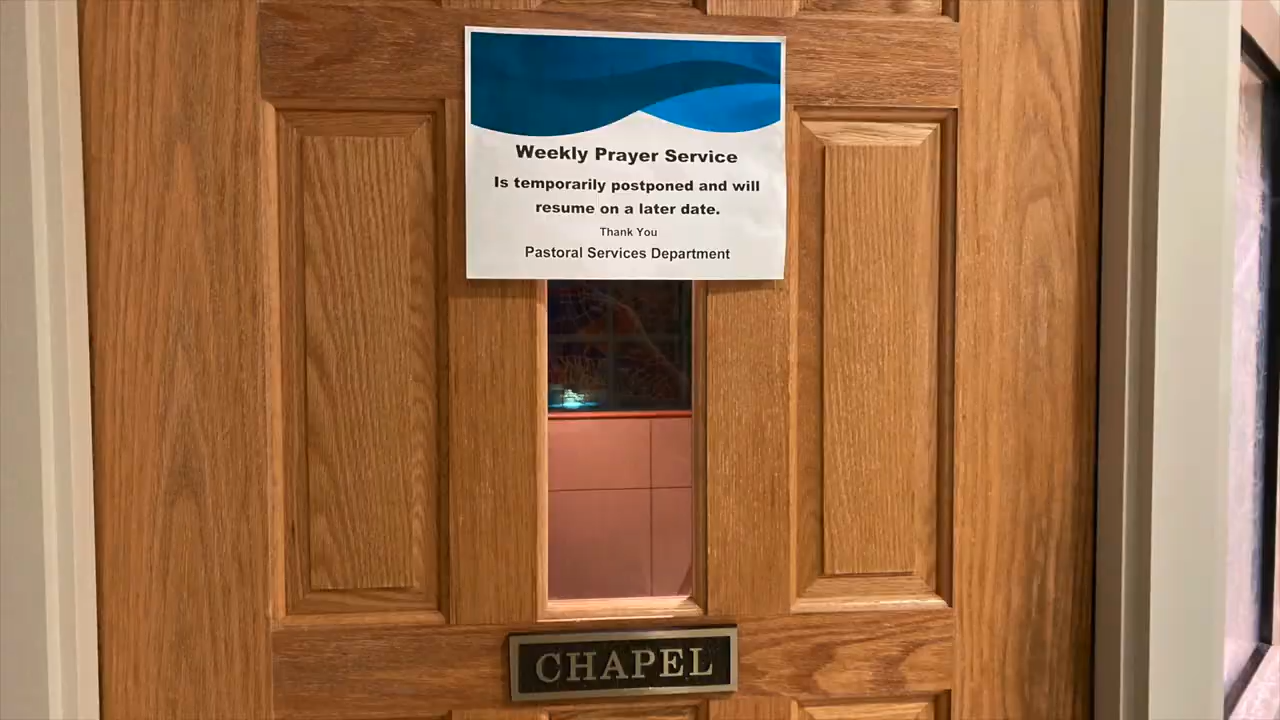 Weekly Prayer Service
Is temporarily postponed and will
resume on a later date.
Thank You
Pastoral Services Department
CHAPEL